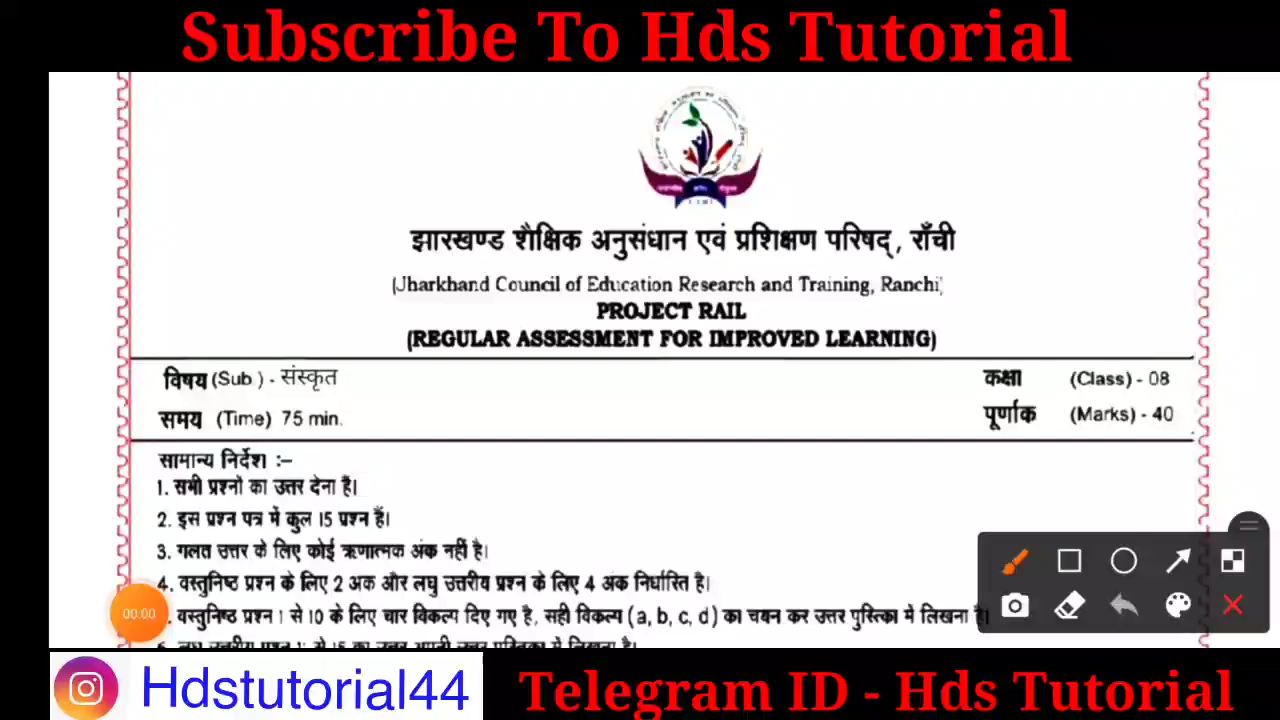 Subscribe To Hds Tutorial
झारखण्ड शैक्षिक अनुसंधान एवं प्रशिक्षण परिषद्, राँची
(Jharkhand Council of Education Research and Training, Ranchi)
PROJECT RAIL
(REGULAR ASSESSMENT FOR IMPROVED LEARNING)
विषय (Sub ) - संस्कृत
कक्षा (Class) - 08
समय (Time) 75 min.
पूर्णांक (Marks) - 40
सामान्य निर्देश :–
1. सभी प्रश्नों का उत्तर देना हैं।
2. इस प्रश्न पत्र में कुल 15 प्रश्न हैं।
3. गलत उत्तर के लिए कोई ऋणात्मक अंक नहीं है।
4. वस्तुनिष्ठ प्रश्न के लिए 2 अक और लघु उत्तरीय प्रश्न के लिए 4 अंक निर्धारित है।
. वस्तुनिष्ठ प्रश्न 1 से 10 के लिए चार विकल्प दिए गए है, सही विकल्प (a, b, c, d) का चयन कर उत्तर पुस्तिका में लिखना है।
00:00
Hdstutorial44
Telegram ID - Hds Tutorial